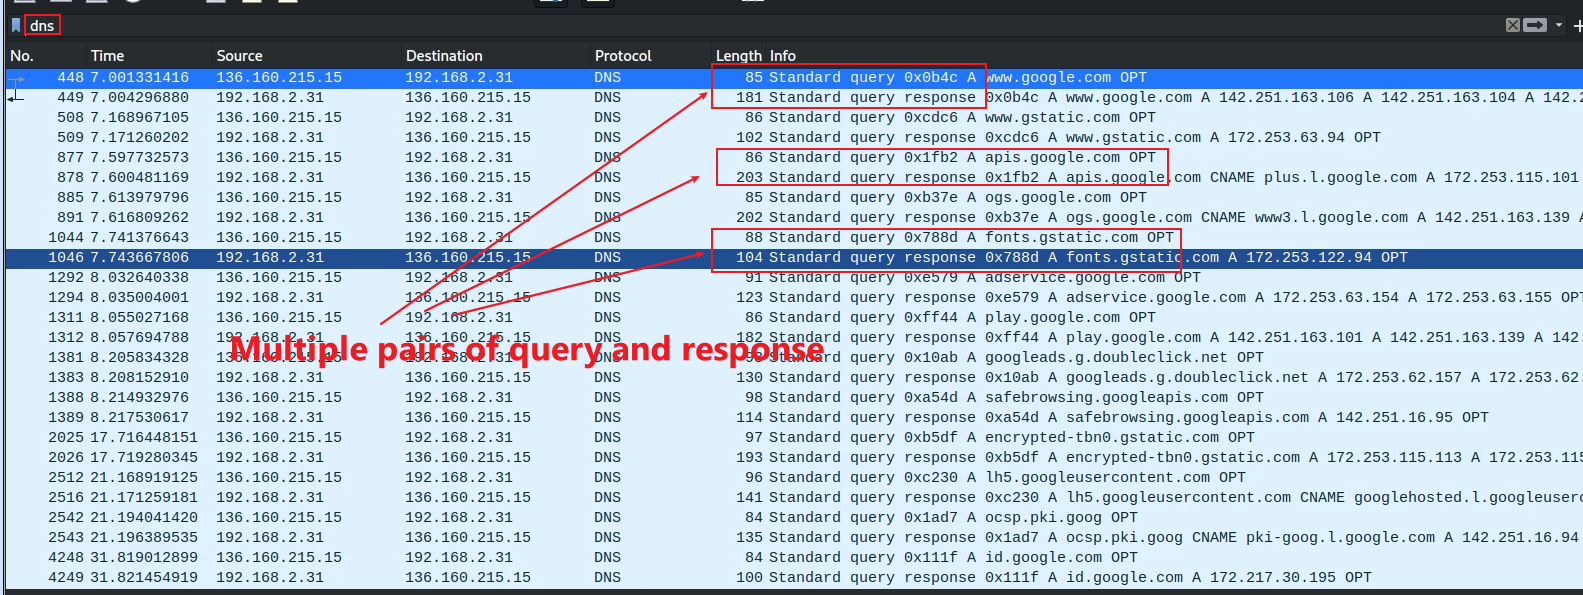 dns
No. Time Source Destination Protocol Length Info
448 7.001331416 136.160.215.15 192.168.2.31 DNS 85 Standard query 0x0b4c A www.google.com OPT
449 7.004296880 192.168.2.31 136.160.215.15 DNS 181 Standard query response 0x0b4c A www.google.com A 142.251.163.106 A 142.251.163.104 A 142.2
508 7.168967105 136.160.215.15 192.168.2.31 DNS 86 Standard query 0xcdc6 A www.gstatic.com OPT
509 7.171260202 192.168.2.31 136.160.215.15 DNS 102 Standard query response 0xcdc6 A www.gstatic.com A 172.253.63.94 OPT
877 7.597732573 136.160.215.15 192.168.2.31 DNS 86 Standard query 0x1fb2 A apis.google.com OPT
878 7.600481169 192.168.2.31 136.160.215.15 DNS 203 Standard query response 0x1fb2 A apis.google.com CNAME plus.l.google.com A 172.253.115.101
885 7.613979796 136.160.215.15 192.168.2.31 DNS 85 Standard query 0xb37e A ogs.google.com OPT
891 7.616809262 192.168.2.31 136.160.215.15 DNS 202 Standard query response 0xb37e A ogs.google.com CNAME www3.l.google.com A 142.251.163.139 A
1044 7.741376643 136.160.215.15 192.168.2.31 DNS 88 Standard query 0x788d A fonts.gstatic.com OPT
1046 7.743667806 192.168.2.31 136.160.215.15 DNS 104 Standard query response 0x788d A fonts.gstatic.com A 172.253.122.94 OPT
1292 8.032640338 136.160.215.15 192.168.2.31 DNS 91 Standard query 0xe579 A adservice.google.com OPT
1294 8.035004001 192.168.2.31 136.160.215.15 DNS 123 Standard query response 0xe579 A adservice.google.com A 172.253.63.154 A 172.253.63.155 OPT
1311 8.055027168 136.160.215.15 192.168.2.31 DNS 86 Standard query 0xff44 A play.google.com OPT
1312 8.057694788 192.168.2.31 136.160.215.15 DNS 182 Standard query response 0xff44 A play.google.com A 142.251.163.101 A 142.251.163.139 A 142.
Multiple pairs of query and response
1381 8.205834328 136.160.215.15 192.168.2.31 DNS Standard query 0x10ab A googleads.g.doubleclick.net OPT
1383 8.208152910 192.168.2.31 136.160.215.15 DNS 130 Standard query response 0x10ab A googleads.g.doubleclick.net A 172.253.62.157 A 172.253.62.
1388 8.214932976 136.160.215.15 192.168.2.31 DNS 98 Standard query 0xa54d A safebrowsing.googleapis.com OPT
1389 8.217530617 192.168.2.31 136.160.215.15 DNS 114 Standard query response 0xa54d A safebrowsing.googleapis.com A 142.251.16.95 OPT
2025 17.716448151 136.160.215.15 192.168.2.31 DNS 97 Standard query 0xb5df A encrypted-tbn0.gstatic.com OPT
2026 17.719280345 192.168.2.31 136.160.215.15 DNS 193 Standard query response 0xb5df A encrypted-tbn0.gstatic.com A 172.253.115.113 A 172.253.115
2512 21.168919125 136.160.215.15 192.168.2.31 DNS 96 Standard query 0xc230 A lh5.googleusercontent.com OPT
2516 21.171259181 192.168.2.31 136.160.215.15 DNS 141 Standard query response 0xc230 A lh5.googleusercontent.com CNAME googlehosted.l.googleuserc
2542 21.194041420 136.160.215.15 192.168.2.31 DNS 84 Standard query 0x1ad7 A ocsp.pki.goog OPT
2543 21.196389535 192.168.2.31 136.160.215.15 DNS 135 Standard query response 0x1ad7 A ocsp.pki.goog CNAME pki-goog.l.google.com A 142.251.16.94
4248 31.819012899 136.160.215.15 192.168.2.31 DNS 84 Standard query 0x111f A id.google.com OPT
4249 31.821454919 192.168.2.31 136.160.215.15 DNS 100 Standard query response 0x111f A id.google.com A 172.217.30.195 OPT